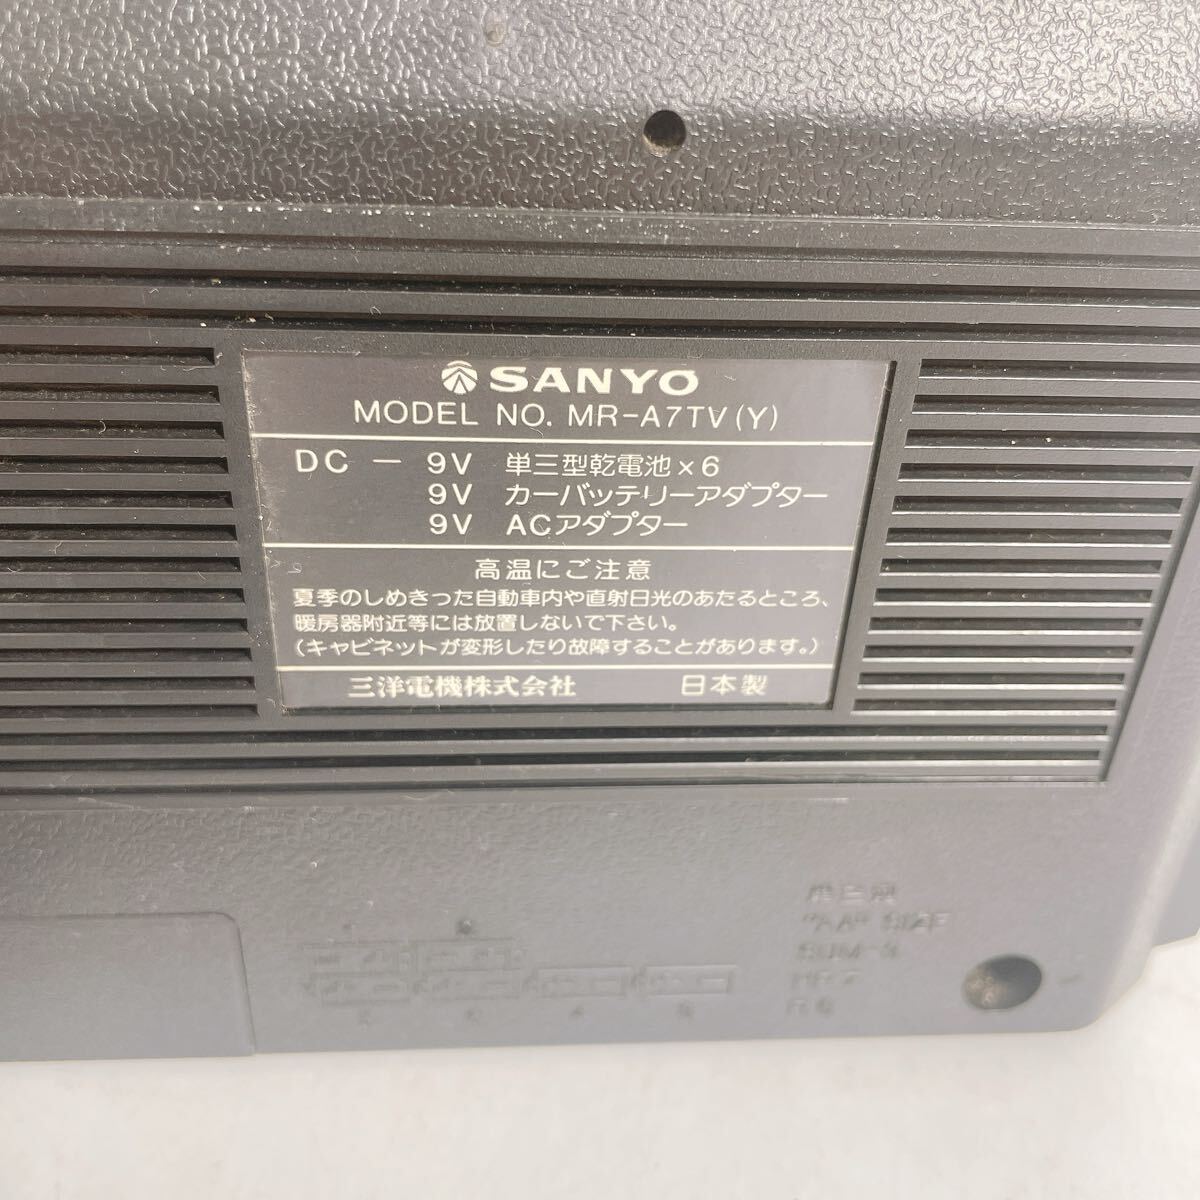 SANYO
MODEL NO. MR-A7TV(Y)
DC － 9V 単三型乾電池×6
9V カーバッテリーアダプター
9V ACアダプター
高温にご注意
夏季のしめきった自動車内や直射日光のあたるところ、
暖房器附近等には放置しないで下さい。
(キャビネットが変形したり故障することがあります。)
三洋電機株式会社 日本製
"AA" SIZE
SUM-3